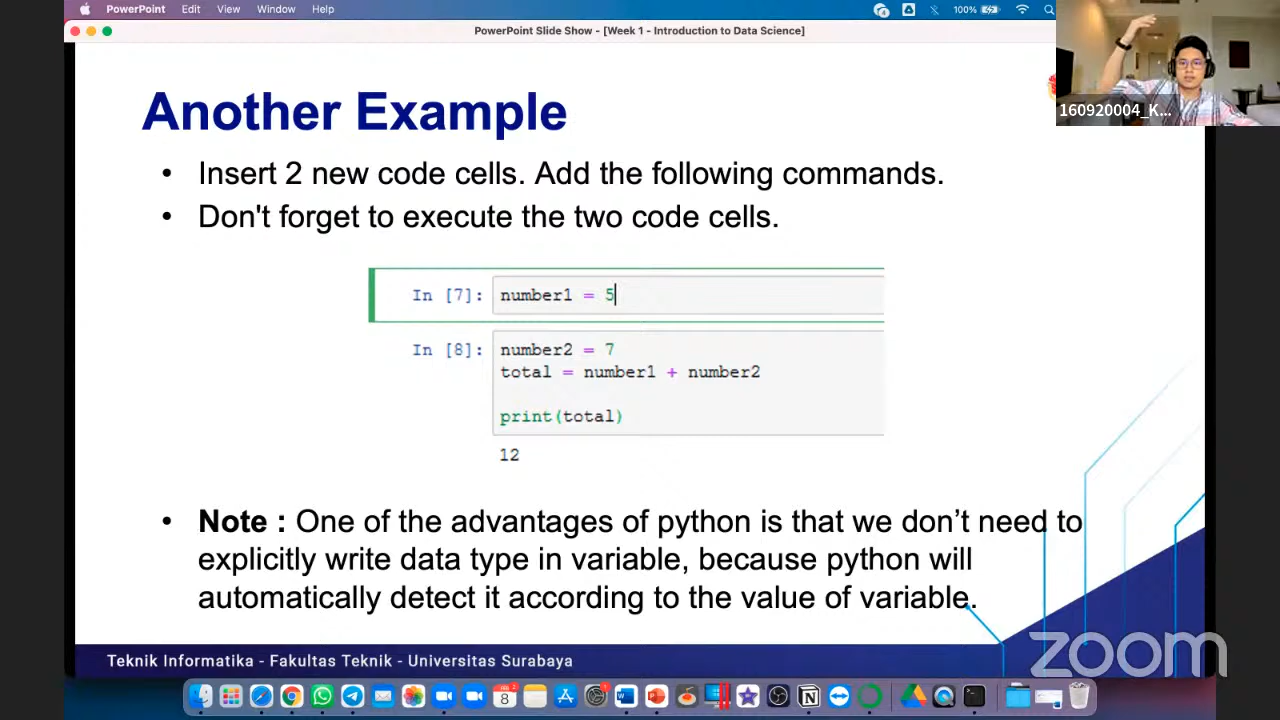 PowerPoint Edit View Window Help 100%
PowerPoint Slide Show - [Week 1 - Introduction to Data Science]
160920004_K...
Another Example
• Insert 2 new code cells. Add the following commands.
• Don't forget to execute the two code cells.
In [7]: number1 = 5
In [8]: number2 = 7
total = number1 + number2
print(total)
12
• Note : One of the advantages of python is that we don’t need to
explicitly write data type in variable, because python will
automatically detect it according to the value of variable.
Teknik Informatika - Fakultas Teknik - Universitas Surabaya
zoom
8